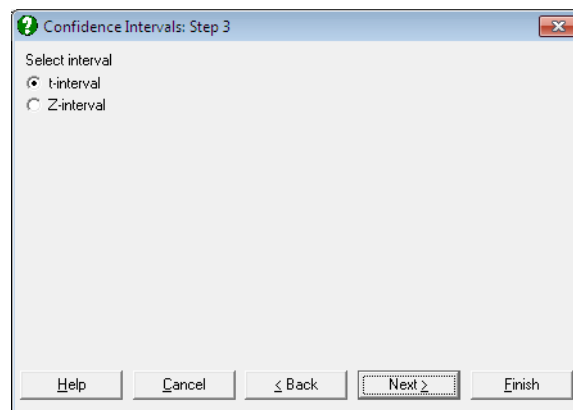 Confidence Intervals: Step 3
Select interval
t-interval
Z-interval
Help Cancel < Back Next > Finish